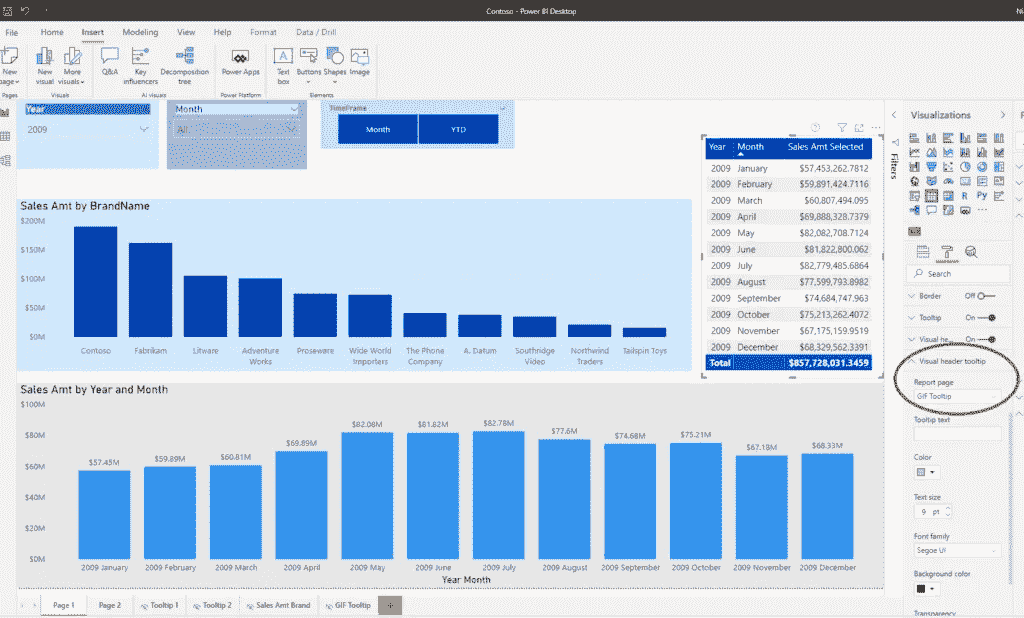 Contoso - Power BI Desktop
File Home Insert Modeling View Help Format Data / Drill
New page
New visual
More visuals
Q&A
Key influencers
Decomposition tree
Power Apps
Text box
Buttons
Shapes
Image
Pages Visuals AI visuals Power Platform Elements
Year
2009
Month
All
TimeFrame
Month YTD
Sales Amt by BrandName
$200M
$150M
$100M
$50M
$0M
Contoso Fabrikam Litware Adventure Works Proseware Wide World Importers The Phone Company A. Datum Southridge Video Northwind Traders Tailspin Toys
Year Month Sales Amt Selected
2009 January $57,453,262.7812
2009 February $59,891,424.7116
2009 March $60,807,494.095
2009 April $69,888,328.7379
2009 May $82,082,708.7124
2009 June $81,822,800.062
2009 July $82,779,485.6864
2009 August $77,599,793.8982
2009 September $74,684,747.963
2009 October $75,213,262.4072
2009 November $67,175,159.9519
2009 December $68,329,562.3391
Total $857,728,031.3459
Sales Amt by Year and Month
$100M
$80M
$60M
$40M
$20M
$0M
$57.45M $59.89M $60.81M $69.89M $82.08M $81.82M $82.78M $77.6M $74.68M $75.21M $67.18M $68.33M
2009 January 2009 February 2009 March 2009 April 2009 May 2009 June 2009 July 2009 August 2009 September 2009 October 2009 November 2009 December
Year Month
Filters
Visualizations
R Py
Search
Border Off
Tooltip On
Visual he... On
Visual header tooltip
Report page
GIF Tooltip
Tooltip text
Color
Text size
9 pt
Font family
Segoe UI
Background color
Transparency
Page 1 Page 2 Tooltip 1 Tooltip 2 Sales Amt Brand GIF Tooltip +